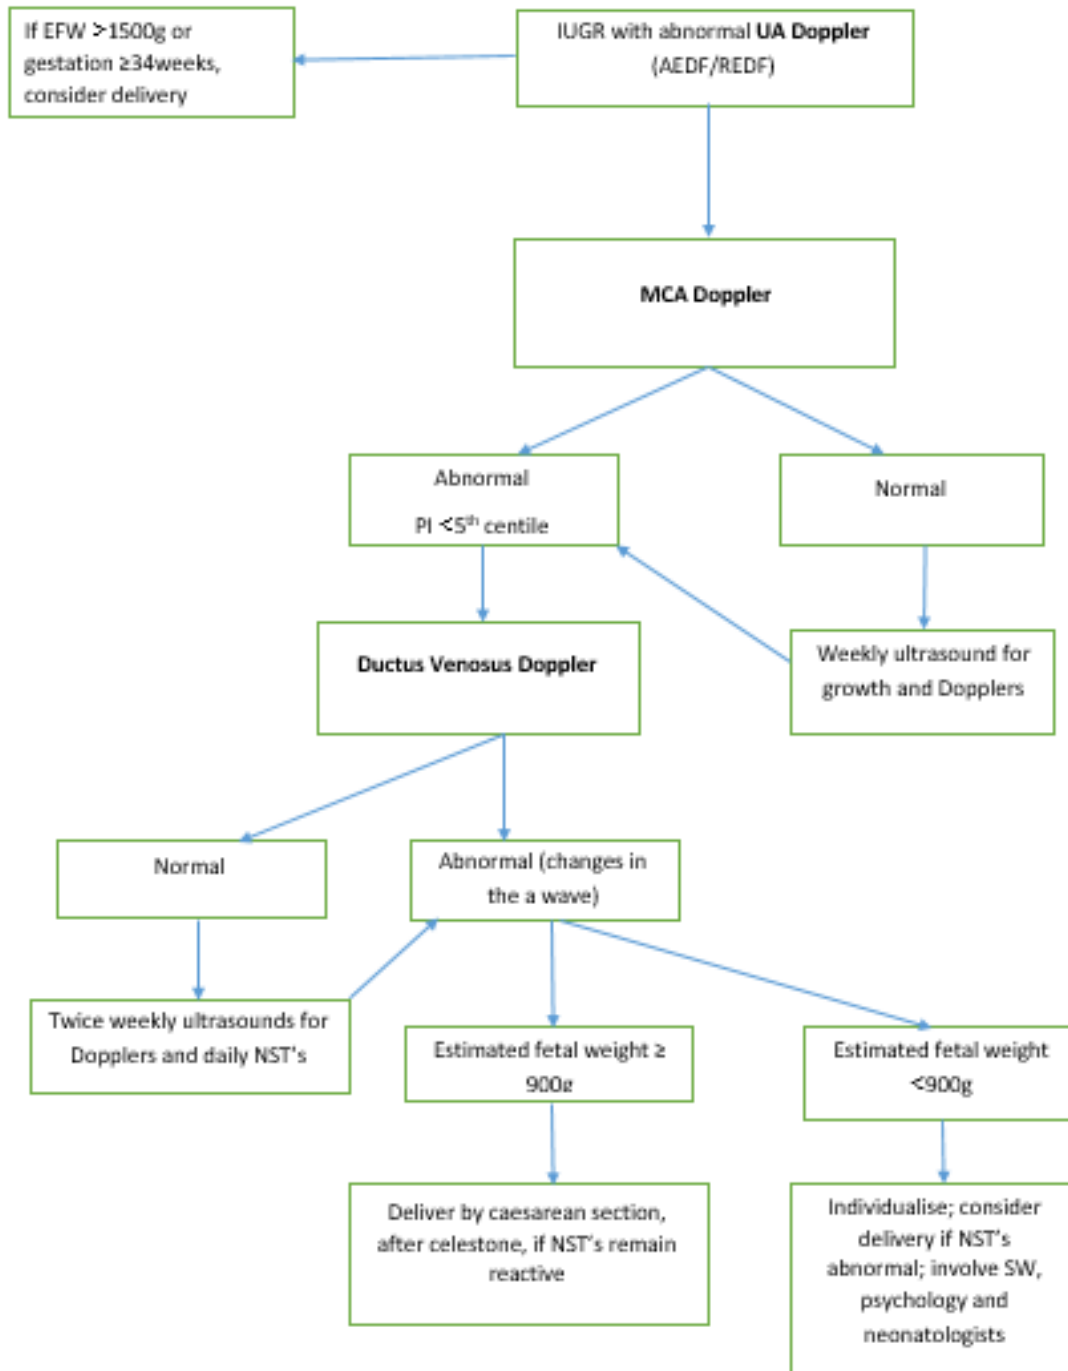 If EFW >1500g or
gestation ≥34weeks,
consider delivery
IUGR with abnormal UA Doppler
(AEDF/REDF)
MCA Doppler
Abnormal
PI <5th centile
Normal
Ductus Venosus Doppler
Weekly ultrasound for
growth and Dopplers
Normal
Abnormal (changes in
the a wave)
Twice weekly ultrasounds for
Dopplers and daily NST's
Estimated fetal weight ≥
900g
Estimated fetal weight
<900g
Deliver by caesarean section,
after celestone, if NST's remain
reactive
Individualise; consider
delivery if NST's
abnormal; involve SW,
psychology and
neonatologists